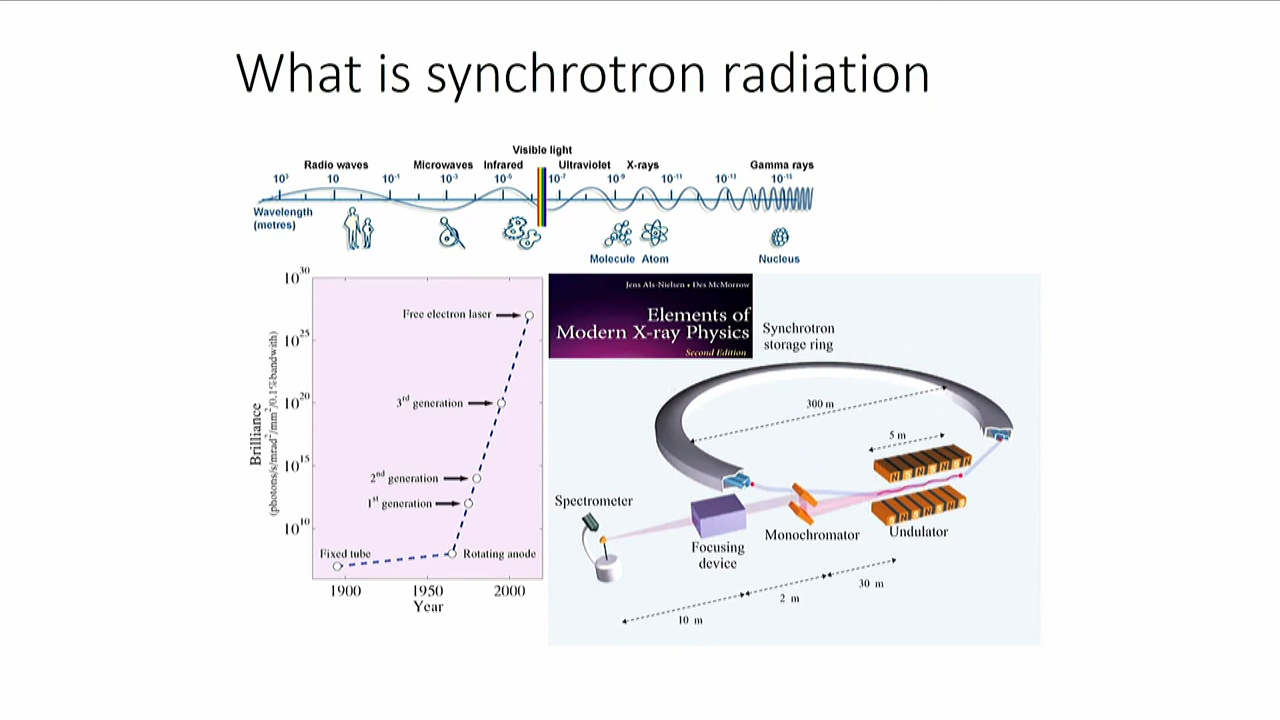 What is synchrotron radiation
Visible light
Radio waves Microwaves Infrared Ultraviolet X-rays Gamma rays
10³ 10 10⁻¹ 10⁻³ 10⁻⁵ 10⁻⁷ 10⁻⁹ 10⁻¹¹ 10⁻¹³ 10⁻¹⁵
Wavelength
(metres)
Molecule Atom Nucleus
10³⁰
10²⁵
10²⁰
10¹⁵
10¹⁰
Brilliance
(photons/s/mrad²/mm²/0.1%bandwith)
Free electron laser
3rd generation
2nd generation
1st generation
Fixed tube
Rotating anode
1900 1950 2000
Year
Jens Als-Nielsen • Des McMorrow
Elements of
Modern X-ray Physics
Second Edition
Synchrotron
storage ring
300 m
5 m
N S N S N S N
S N S N S N
Spectrometer
Focusing
device
Monochromator
Undulator
30 m
2 m
10 m